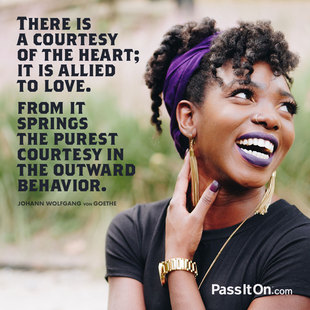 THERE IS
A COURTESY
OF THE HEART;
IT IS ALLIED
TO LOVE.
FROM IT
SPRINGS
THE PUREST
COURTESY IN
THE OUTWARD
BEHAVIOR.
JOHANN WOLFGANG VON GOETHE
PassItOn.com®